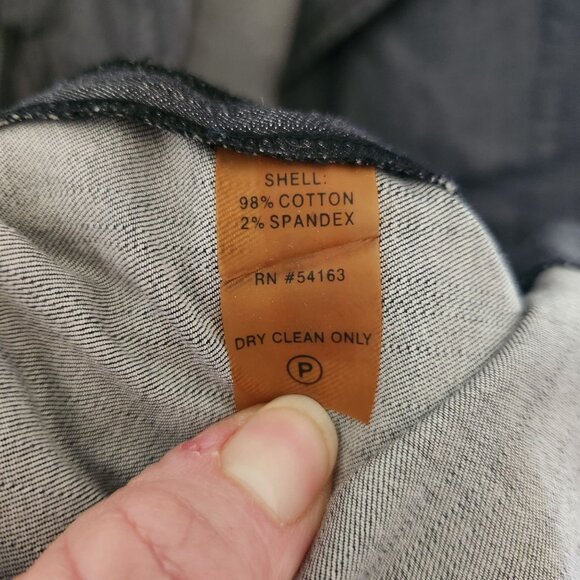 SHELL:
98% COTTON
2% SPANDEX
RN #54163
DRY CLEAN ONLY
P